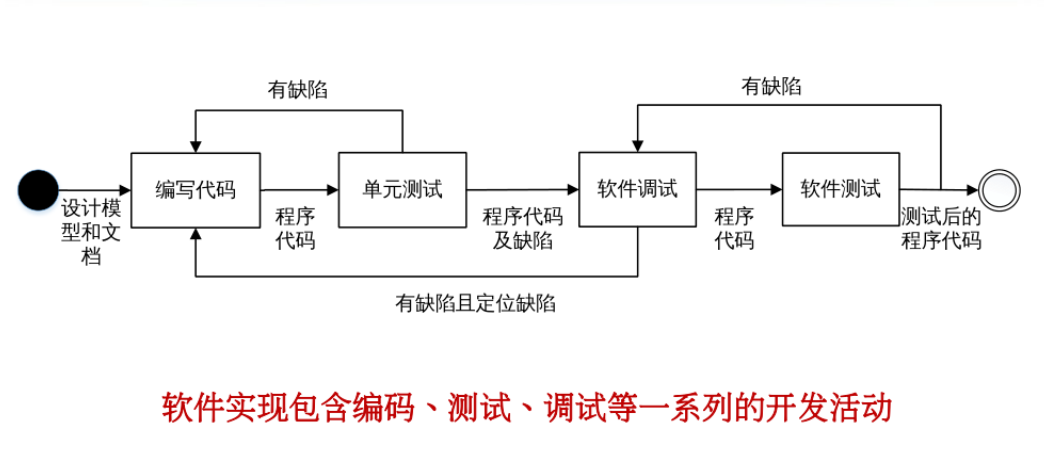 有缺陷
有缺陷
编写代码
单元测试
软件调试
软件测试
设计模
型和文
档
程序
代码
程序代码
及缺陷
程序
代码
测试后的
程序代码
有缺陷且定位缺陷
软件实现包含编码、测试、调试等一系列的开发活动